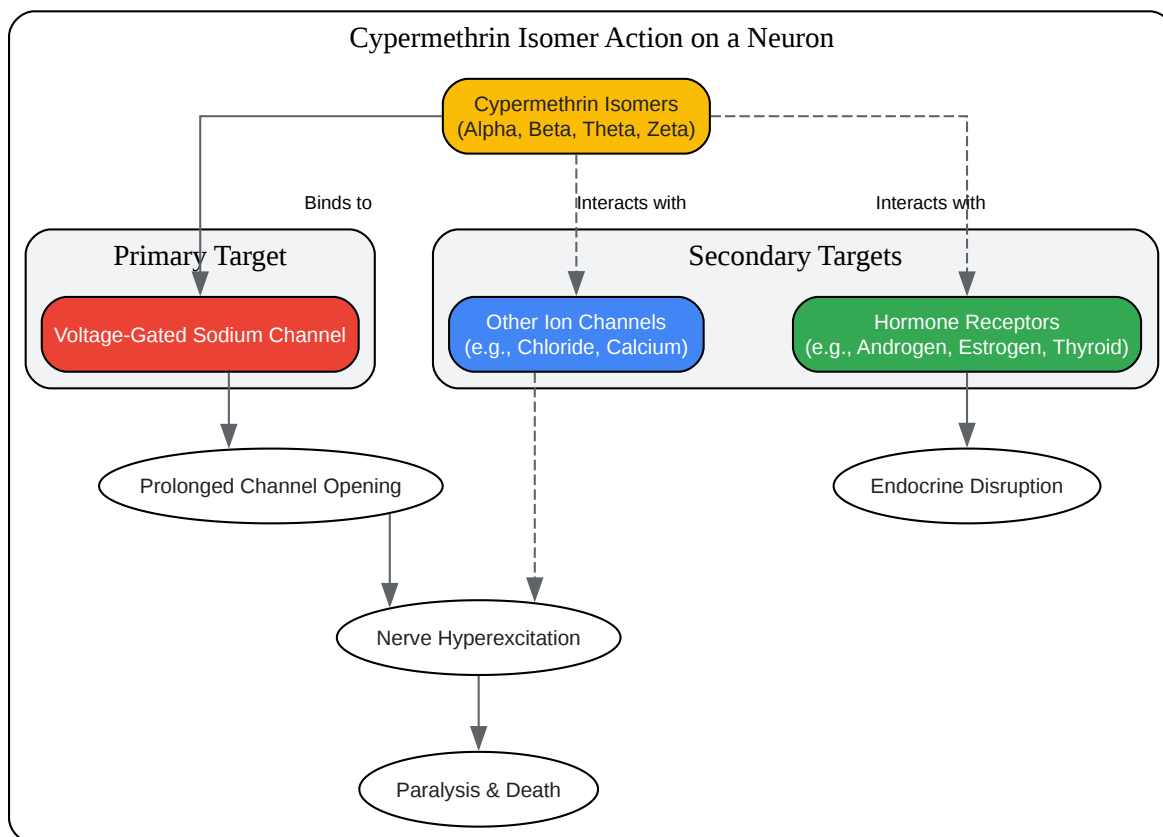 Cypermethrin Isomer Action on a Neuron
Cypermethrin Isomers
(Alpha, Beta, Theta, Zeta)
Binds to
Interacts with
Interacts with
Primary Target
Secondary Targets
Voltage-Gated Sodium Channel
Other Ion Channels
(e.g., Chloride, Calcium)
Hormone Receptors
(e.g., Androgen, Estrogen, Thyroid)
Prolonged Channel Opening
Endocrine Disruption
Nerve Hyperexcitation
Paralysis & Death